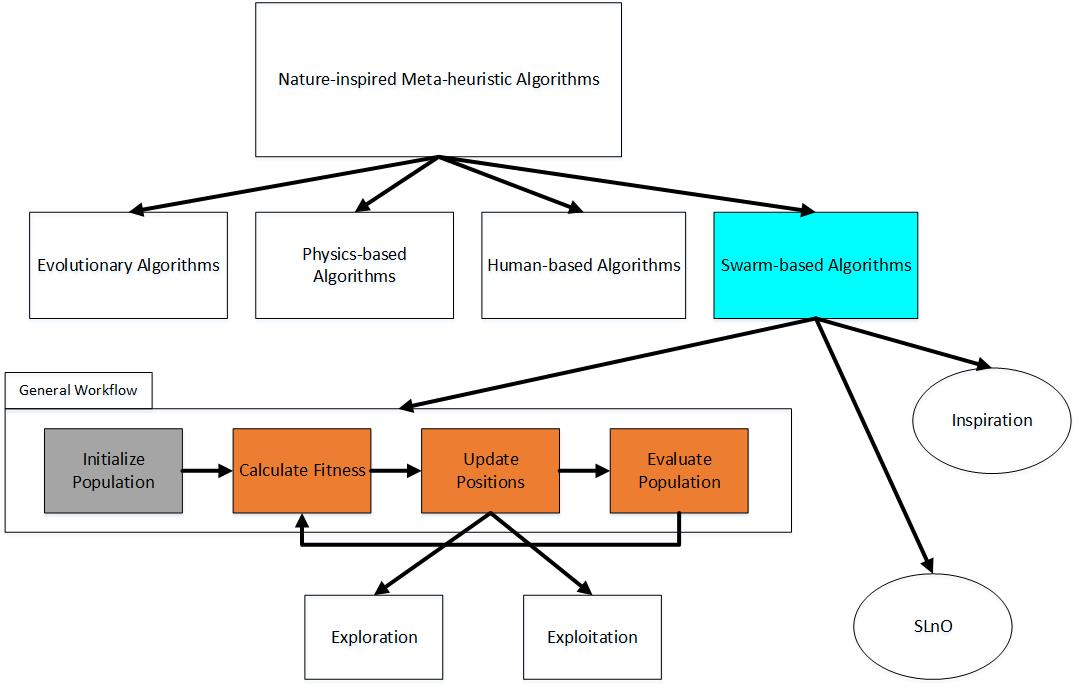 Nature-inspired Meta-heuristic Algorithms
Evolutionary Algorithms
Physics-based
Algorithms
Human-based Algorithms
Swarm-based Algorithms
General Workflow
Initialize
Population
Calculate Fitness
Update
Positions
Evaluate
Population
Inspiration
Exploration
Exploitation
SLnO